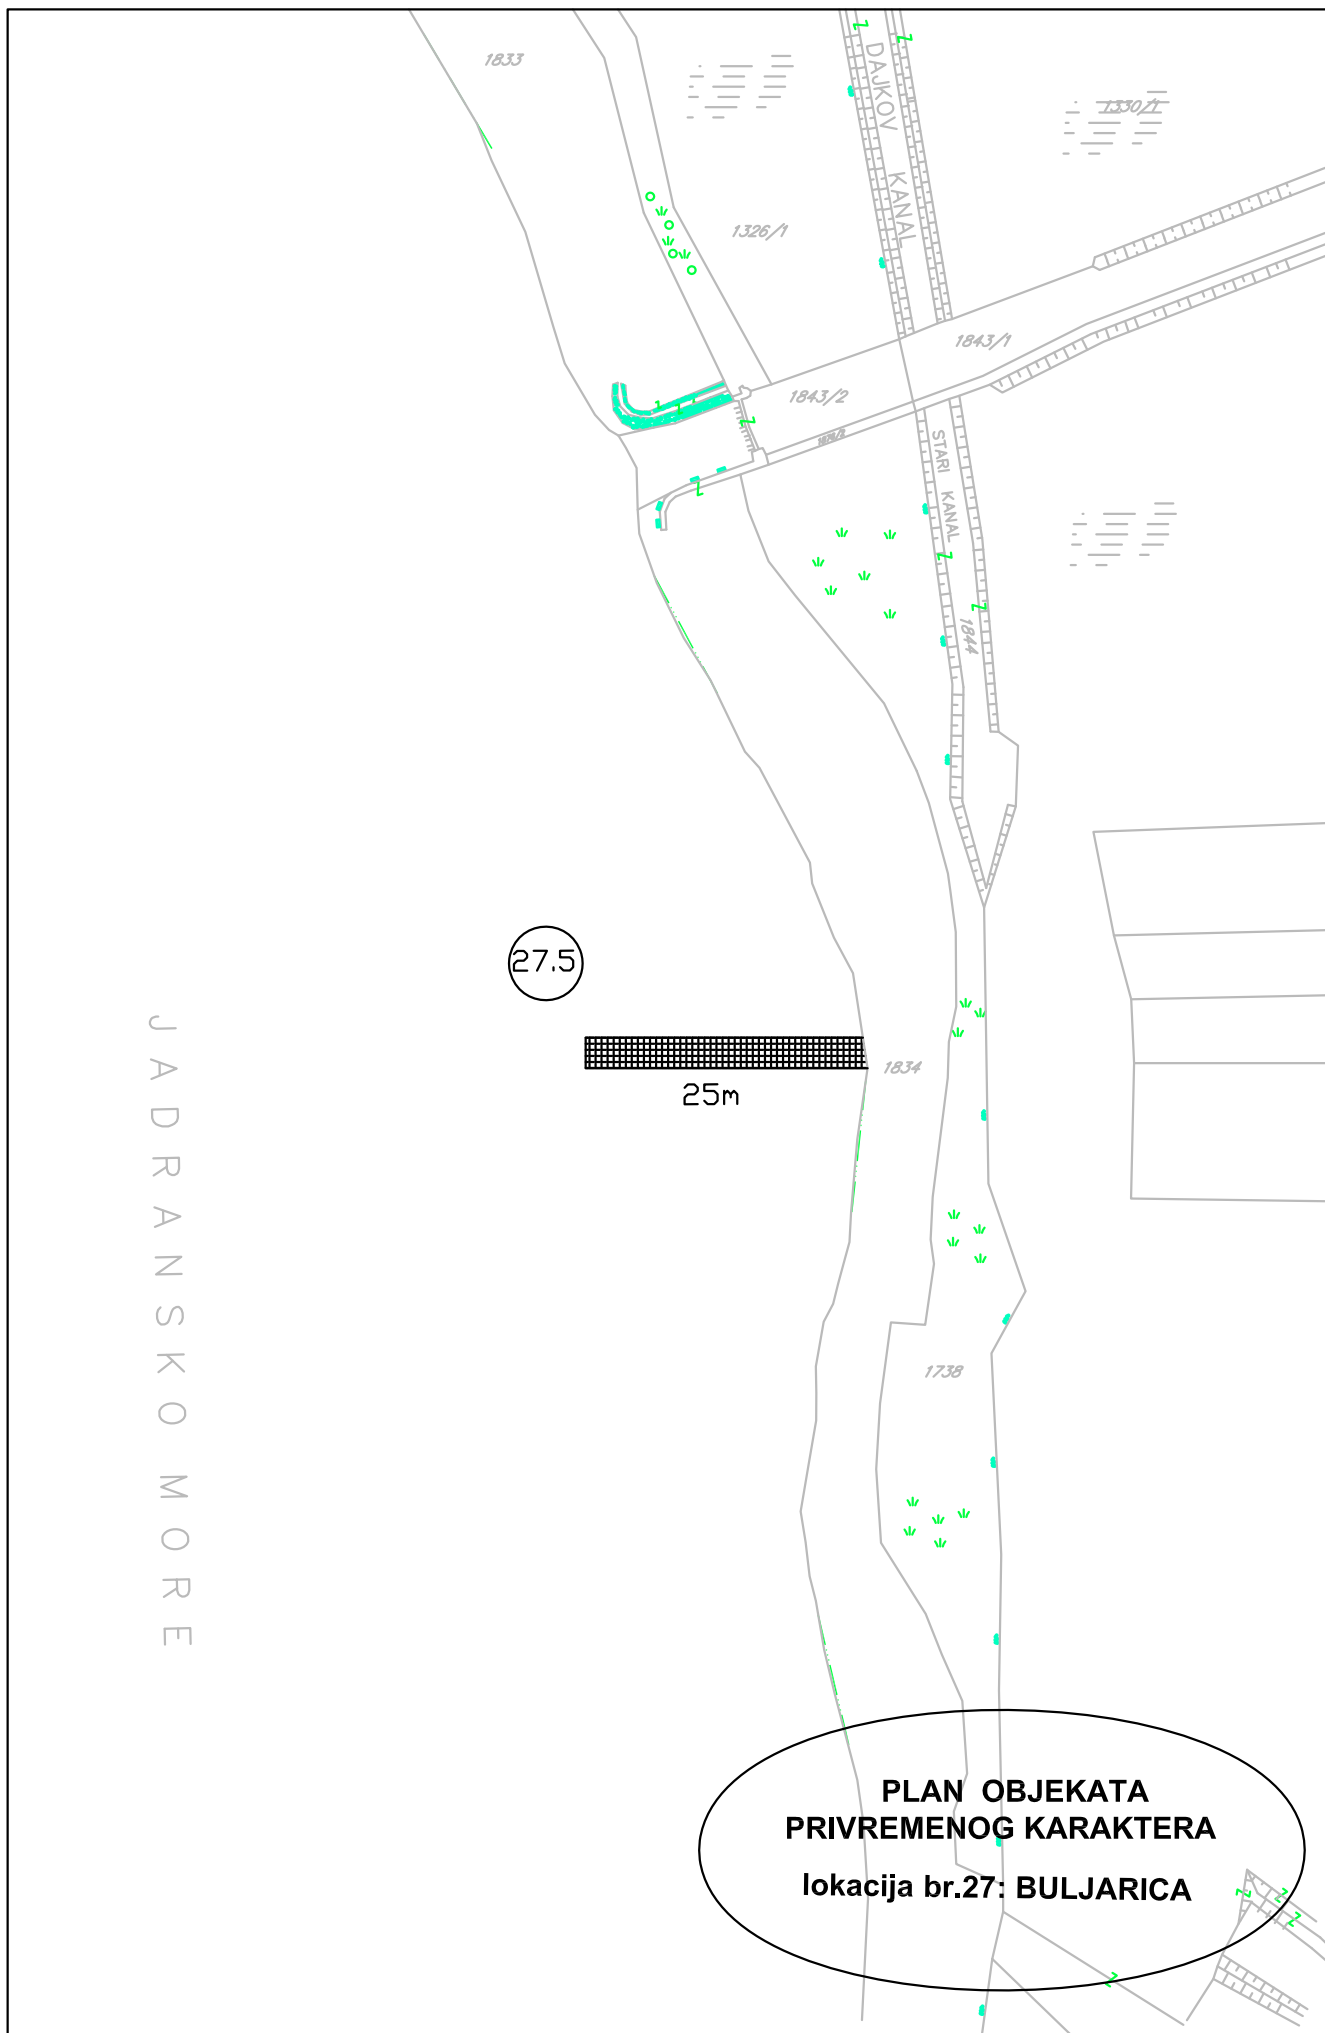 1833
DAJKOV KANAL
1330/1
1326/1
1843/1
1843/2
STARI KANAL
1844
27.5
25m
1834
JADRANSKO MORE
1738
PLAN OBJEKATA
PRIVREMENOG KARAKTERA
lokacija br.27: BULJARICA